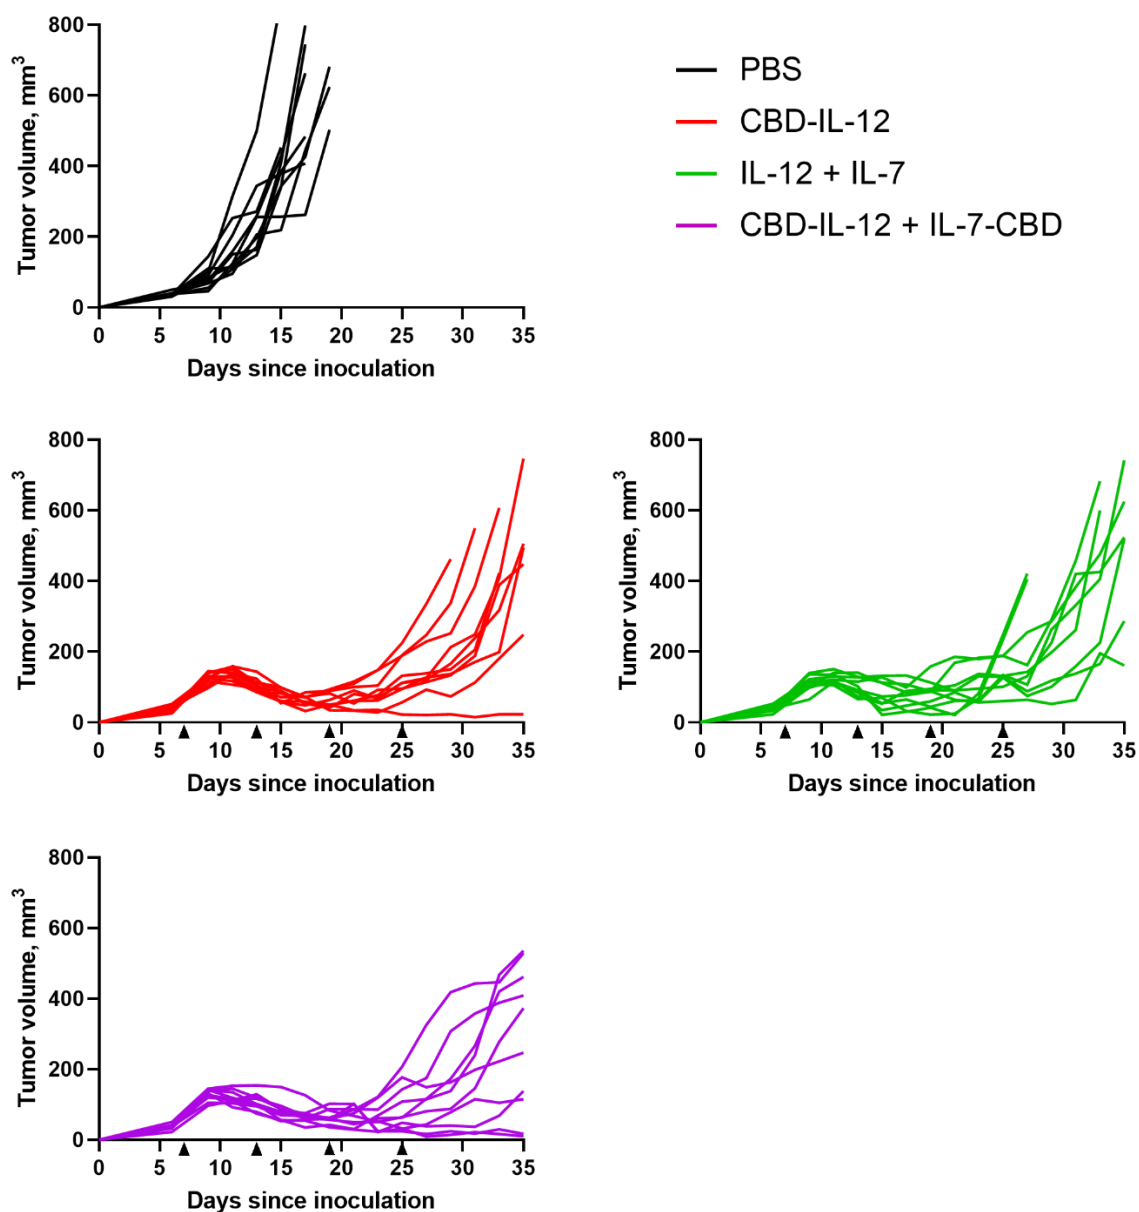 Tumor volume, mm3
800
600
400
200
0
0 5 10 15 20 25 30 35
Days since inoculation
PBS
CBD-IL-12
IL-12 + IL-7
CBD-IL-12 + IL-7-CBD
Tumor volume, mm3
800
600
400
200
0
0 5 10 15 20 25 30 35
Days since inoculation
Tumor volume, mm3
800
600
400
200
0
0 5 10 15 20 25 30 35
Days since inoculation
Tumor volume, mm3
800
600
400
200
0
0 5 10 15 20 25 30 35
Days since inoculation